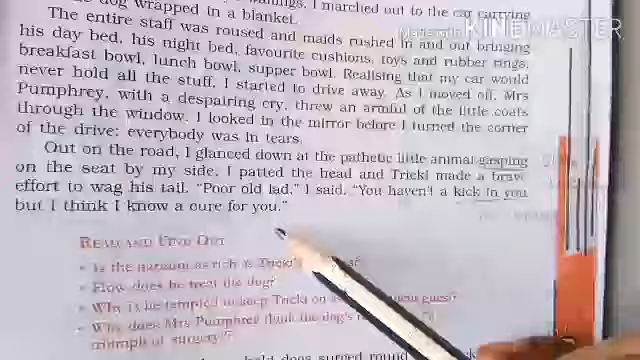 dog wrapped in a blanket.
I marched out to the car carrying
The entire staff was roused and maids rushed in and out bringing
his day bed, his night bed, favourite cushions, toys and rubber rings,
breakfast bowl, lunch bowl, supper bowl. Realising that my car would
never hold all the stuff, I started to drive away. As I moved off, Mrs
Pumphrey, with a despairing cry, threw an armful of the little coats
through the window. I looked in the mirror before I turned the corner
of the drive; everybody was in tears.
Out on the road, I glanced down at the pathetic little animal gasping
on the seat by my side. I patted the head and Tricki made a brave
effort to wag his tail. “Poor old lad,” I said. “You haven't a kick in you
but I think I know a cure for you.”
READ AND FIND OUT
• Is the narrator as rich as Tricki's
• How does he treat the dog?
• Why is he tempted to keep Tricki on as guest?
• Why does Mrs Pumphrey think the dog's
triumph of surgery”?
dogs surged round
Made with
KINEMASTER